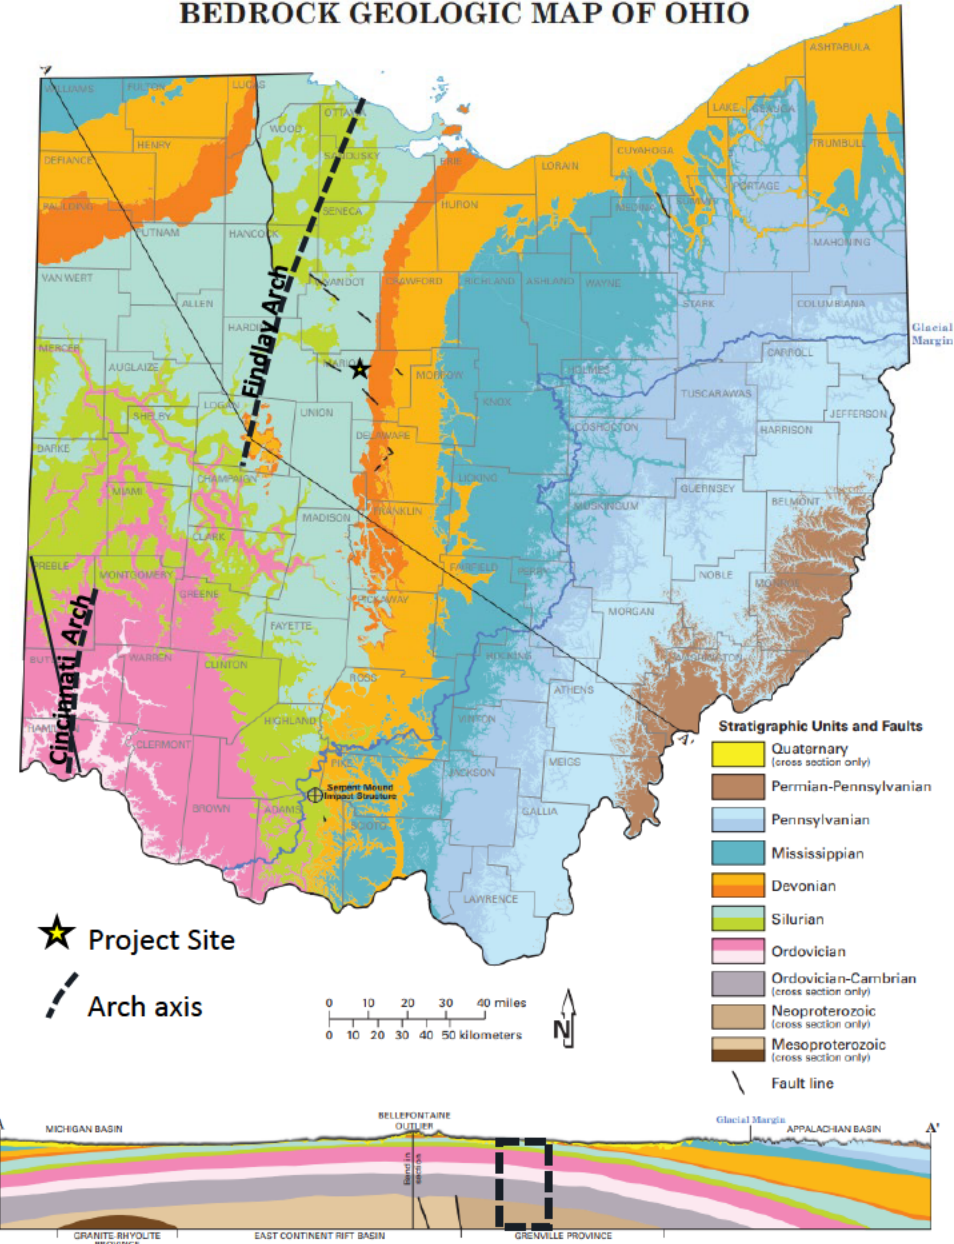 BEDROCK GEOLOGIC MAP OF OHIO
ASHTABULA
WILLIAMS
FULTON
LUCAS
LAKE
GEAUGA
OTTAWA
WOOD
HENRY
TRUMBULL
CUYAHOGA
DEFIANCE
SANDUSKY
ERIE
LORAIN
PORTAGE
SUMMIT
MEDINA
PAULDING
HURON
SENECA
PUTNAM
HANCOCK
MAHONING
VAN WERT
WYANDOT
CRAWFORD
RICHLAND
ASHLAND
WAYNE
ALLEN
STARK
COLUMBIANA
HARDIN
Glacial
Margin
Findlay Arch
MERCER
CARROLL
AUGLAIZE
MARION
HOLMES
MORROW
TUSCARAWAS
LOGAN
UNION
KNOX
JEFFERSON
SHELBY
COSHOCTON
HARRISON
DELAWARE
DARKE
CHAMPAIGN
LICKING
GUERNSEY
MIAMI
BELMONT
MUSKINGUM
FRANKLIN
MADISON
CLARK
PREBLE
FAIRFIELD
PERRY
MONTGOMERY
NOBLE
MONROE
GREENE
PICKAWAY
MORGAN
FAYETTE
Cincinnati Arch
BUTLER
WARREN
CLINTON
HOCKING
WASHINGTON
ROSS
ATHENS
HIGHLAND
VINTON
HAMILTON
CLERMONT
A'
PIKE
MEIGS
JACKSON
Serpent Mound
Impact Structure
BROWN
ADAMS
GALLIA
SCIOTO
LAWRENCE
Stratigraphic Units and Faults
Quaternary
(cross section only)
Permian-Pennsylvanian
Pennsylvanian
Mississippian
Devonian
Silurian
Ordovician
Ordovician-Cambrian
(cross section only)
Neoproterozoic
(cross section only)
Mesoproterozoic
(cross section only)
Fault line
Project Site
Arch axis
0 10 20 30 40 miles
0 10 20 30 40 50 kilometers
N
BELLEFONTAINE
OUTLIER
Glacial Margin
MICHIGAN BASIN
APPALACHIAN BASIN
A'
Bend in
section
GRANITE-RHYOLITE
PROVINCE
EAST CONTINENT RIFT BASIN
GRENVILLE PROVINCE